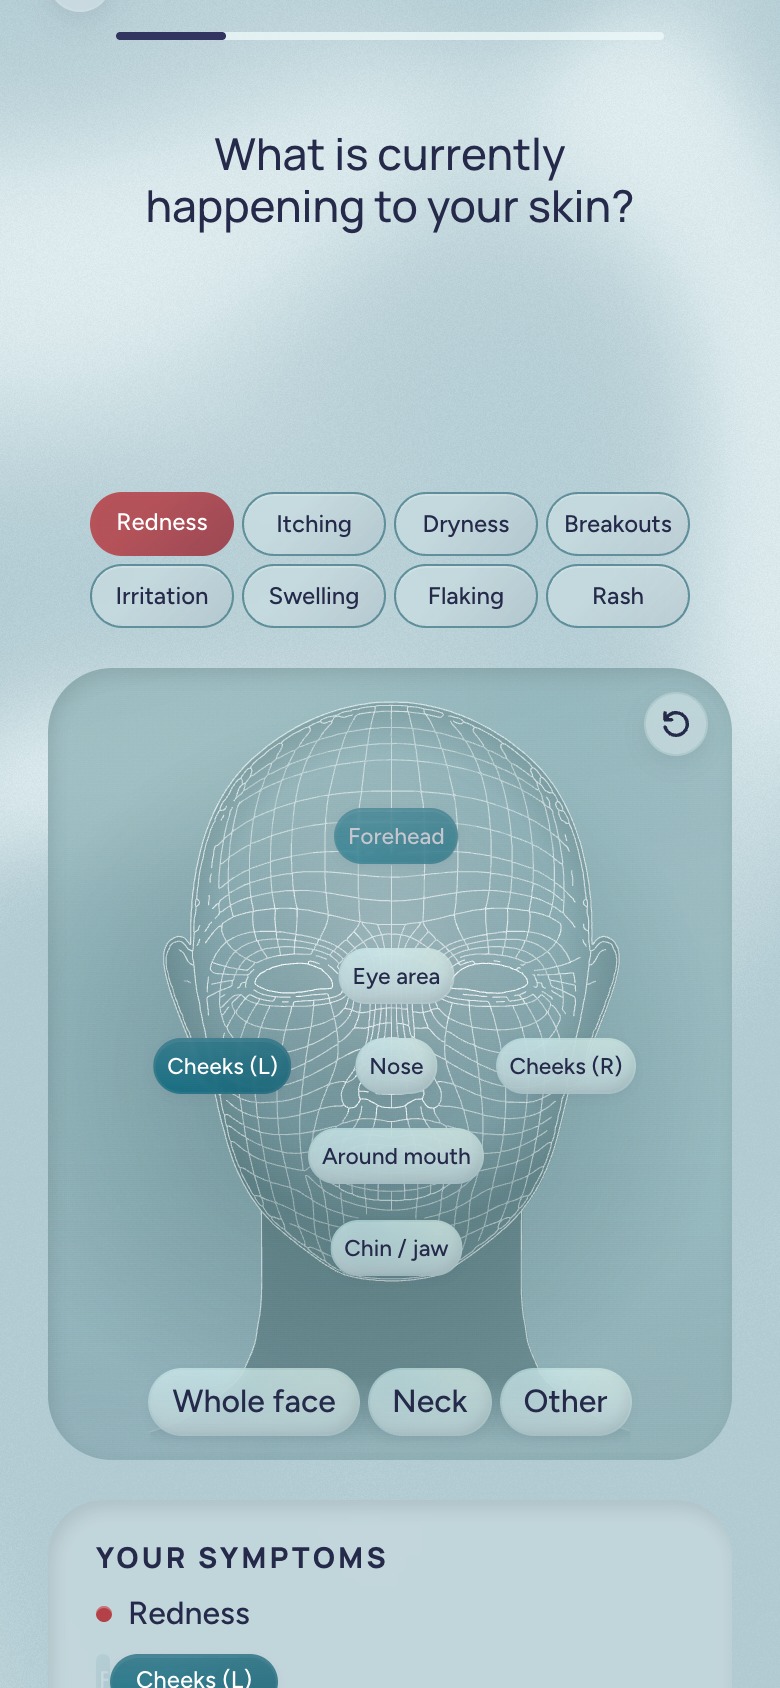 What is currently
happening to your skin?
Redness Itching Dryness Breakouts
Irritation Swelling Flaking Rash
Forehead
Eye area
Cheeks (L) Nose Cheeks (R)
Around mouth
Chin / jaw
Whole face Neck Other
YOUR SYMPTOMS
Redness
Cheeks (L)